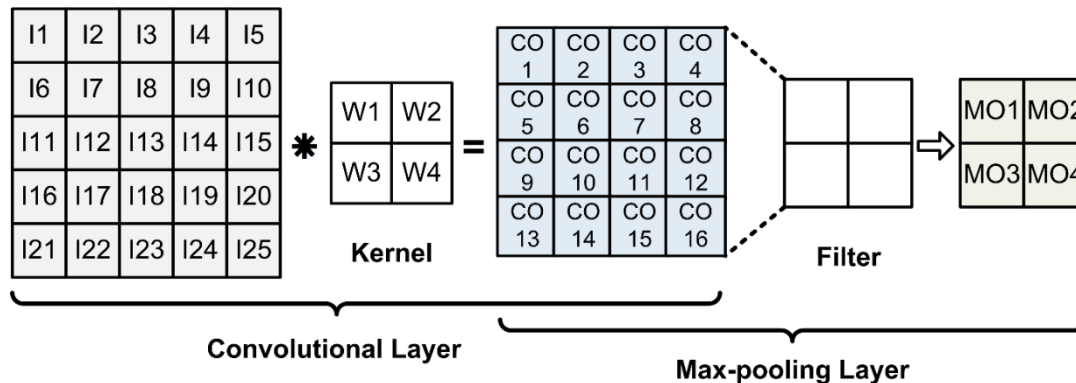 I1 I2 I3 I4 I5
I6 I7 I8 I9 I10
I11 I12 I13 I14 I15
I16 I17 I18 I19 I20
I21 I22 I23 I24 I25
*
W1 W2
W3 W4
Kernel
=
CO CO CO CO
1 2 3 4
CO CO CO CO
5 6 7 8
CO CO CO CO
9 10 11 12
CO CO CO CO
13 14 15 16
Filter
MO1 MO2
MO3 MO4
Convolutional Layer
Max-pooling Layer